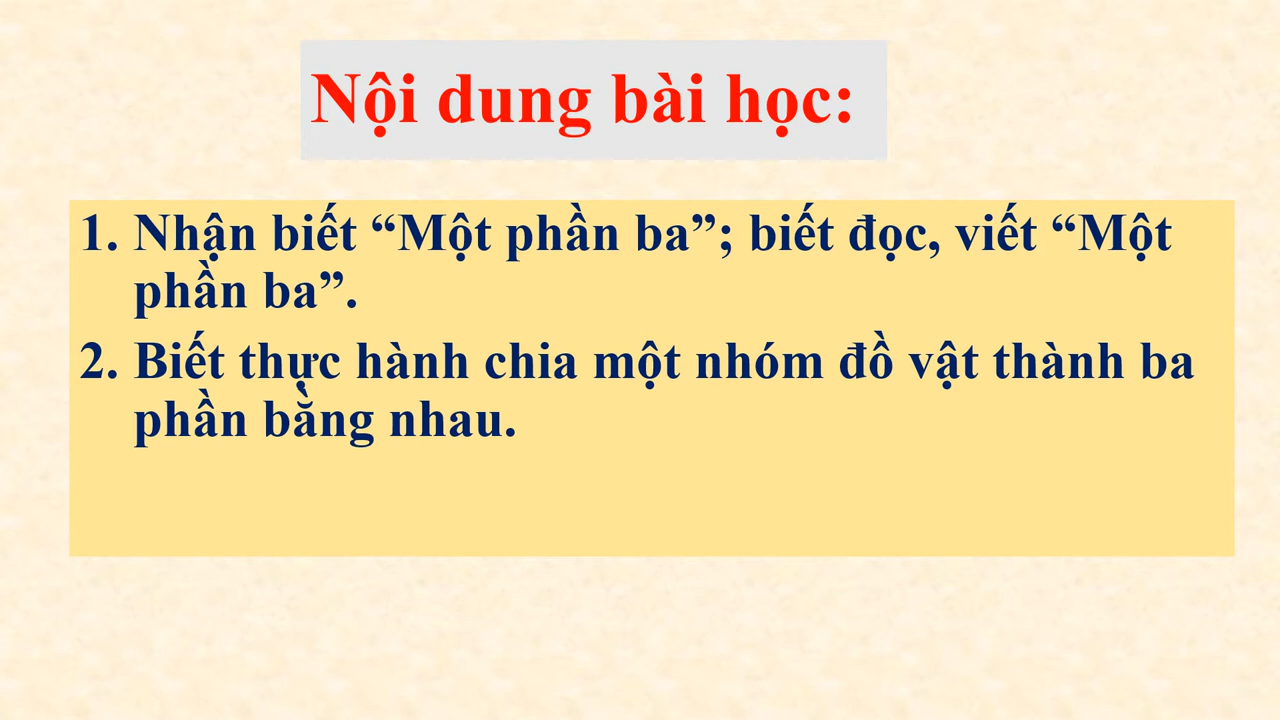 Nội dung bài học:
1. Nhận biết “Một phần ba”; biết đọc, viết “Một
phần ba”.
2. Biết thực hành chia một nhóm đồ vật thành ba
phần bằng nhau.